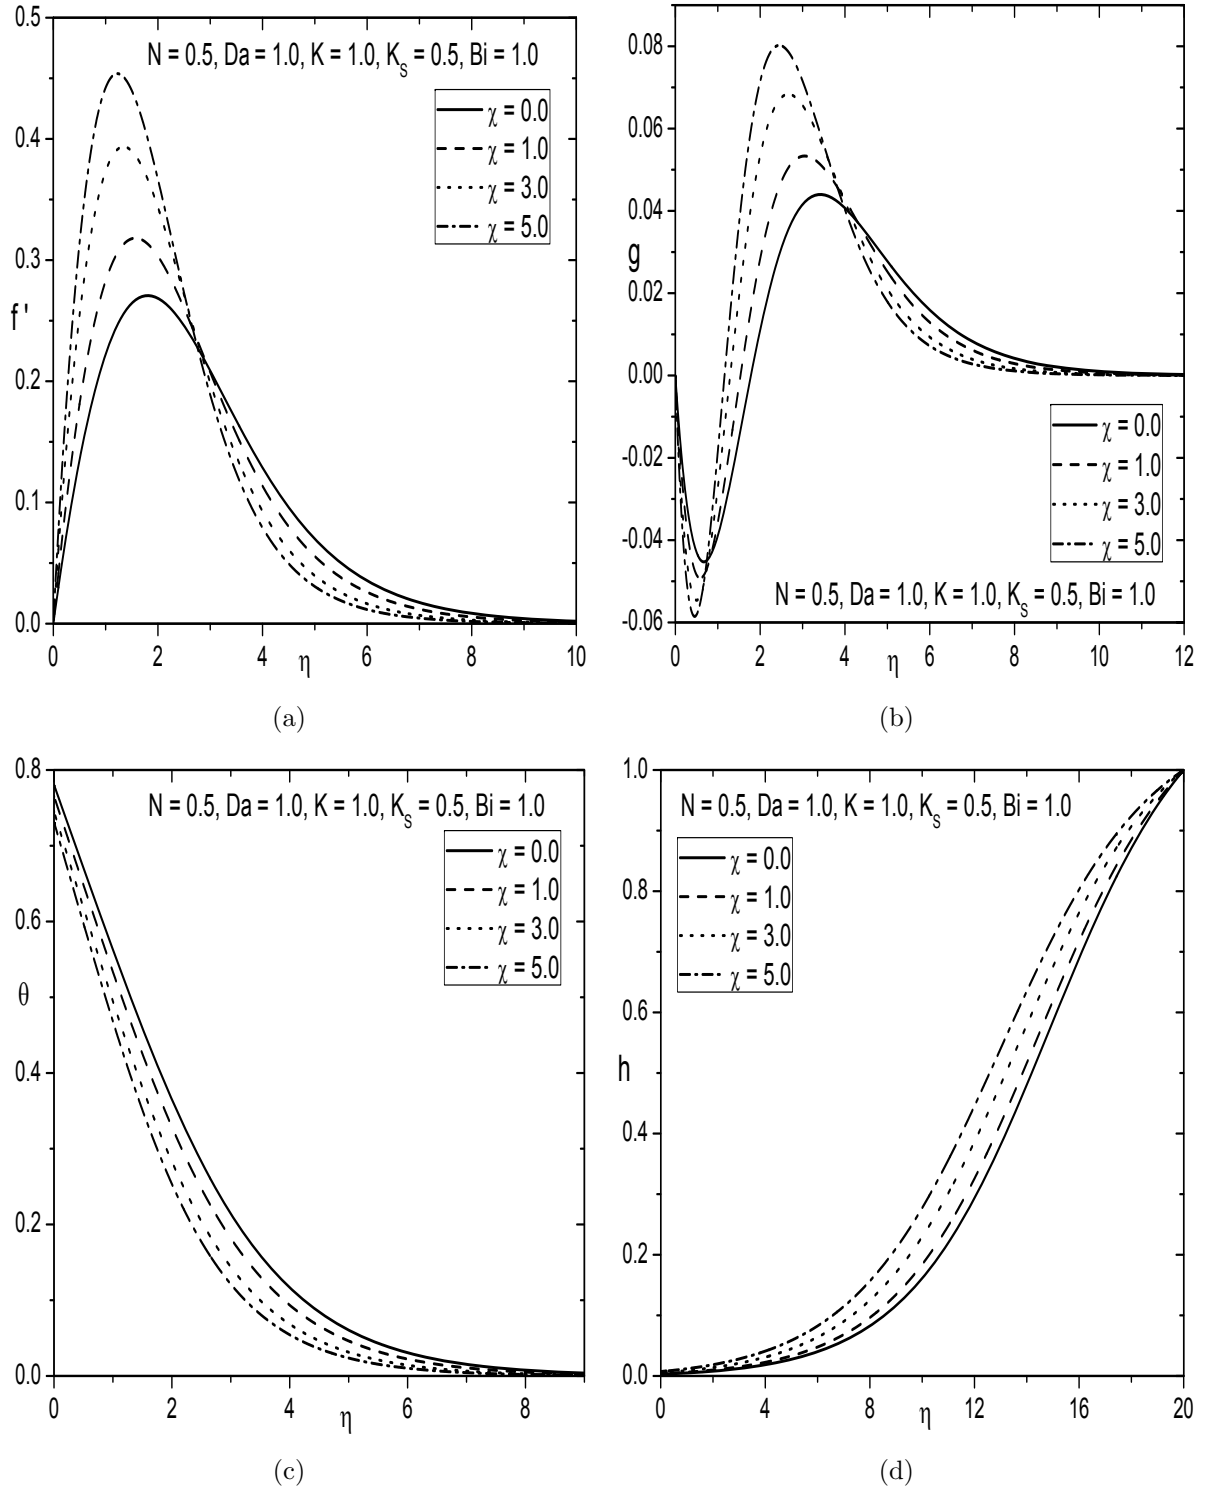 N = 0.5, Da = 1.0, K = 1.0, K_s = 0.5, Bi = 1.0
χ = 0.0
χ = 1.0
χ = 3.0
χ = 5.0
0.5
0.4
0.3
f '
0.2
0.1
0.0
0 2 4 6 8 10
η
(a)
0.08
0.06
0.04
g
0.02
0.00
-0.02
-0.04
-0.06
χ = 0.0
χ = 1.0
χ = 3.0
χ = 5.0
N = 0.5, Da = 1.0, K = 1.0, K_s = 0.5, Bi = 1.0
0 2 4 6 8 10 12
η
(b)
N = 0.5, Da = 1.0, K = 1.0, K_s = 0.5, Bi = 1.0
χ = 0.0
χ = 1.0
χ = 3.0
χ = 5.0
0.8
0.6
θ
0.4
0.2
0.0
0 2 4 6 8
η
(c)
N = 0.5, Da = 1.0, K = 1.0, K_s = 0.5, Bi = 1.0
χ = 0.0
χ = 1.0
χ = 3.0
χ = 5.0
1.0
0.8
0.6
h
0.4
0.2
0.0
0 4 8 12 16 20
η
(d)